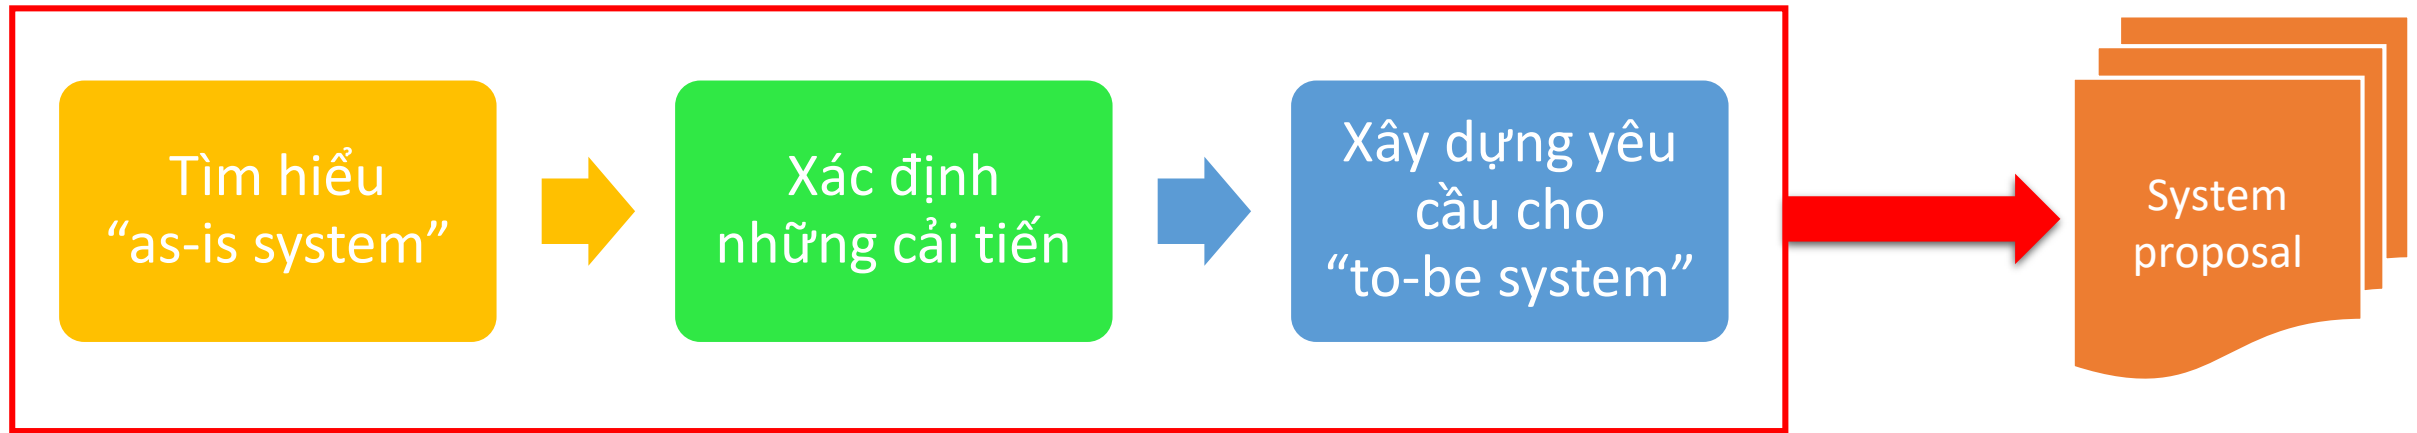 Tìm hiểu
“as-is system”
Xác định
những cải tiến
Xây dựng yêu
cầu cho
“to-be system”
System
proposal